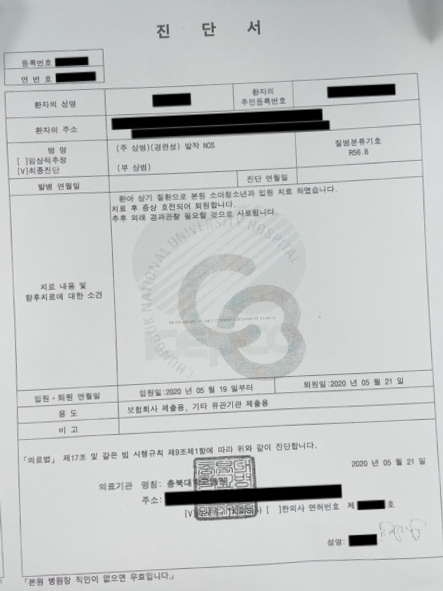 진 단 서
등록번호
연 번 호
환자의 성명
환자의
주민등록번호
환자의 주소
병 명
[ ]임상적추정
[V]최종진단
(주 상병)(경련성) 발작 NOS
(부 상병)
질병분류기호
R56.8
발병 연월일
진단 연월일
치료 내용 및
향후치료에 대한 소견
환아 상기 질환으로 본원 소아청소년과 입원 치료 하였습니다.
치료 후 증상 호전되어 퇴원합니다.
추후 외래 경과관찰 필요할 것으로 사료됩니다.
CHUNGBUK NATIONAL UNIVERSITY HOSPITAL
입원·퇴원 연월일
입원일:2020 년 05 월 19 일부터
퇴원일:2020 년 05 월 21 일
용 도
보험회사 제출용, 기타 유관기관 제출용
비 고
「의료법」 제17조 및 같은 법 시행규칙 제9조제1항에 따라 위와 같이 진단합니다.
2020 년 05 월 21 일
의료기관 명칭: 충북대학교병원
주소:
[V] [ ]한의사 면허번호 제 호
성명:
「본원 병원장 직인이 없으면 무효입니다.」